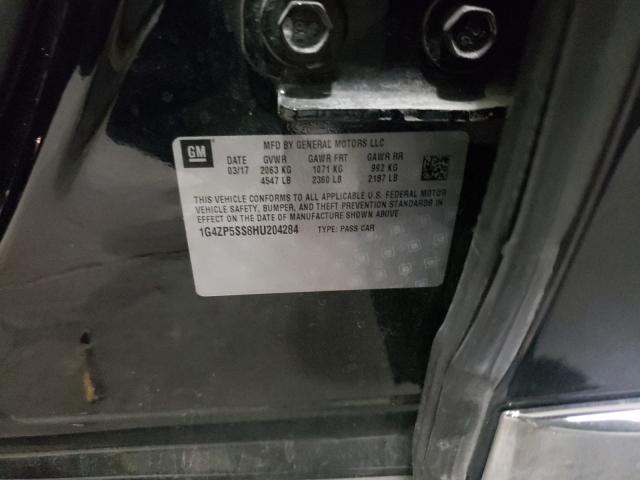 GM
MFD BY GENERAL MOTORS LLC
DATE GVWR GAWR FRT GAWR RR
03/17 2063 KG 1071 KG 992 KG
4547 LB 2360 LB 2187 LB
THIS VEHICLE CONFORMS TO ALL APPLICABLE U.S. FEDERAL MOTOR
VEHICLE SAFETY, BUMPER, AND THEFT PREVENTION STANDARDS IN
EFFECT ON THE DATE OF MANUFACTURE SHOWN ABOVE
1G4ZP5SS8HU204284 TYPE: PASS CAR